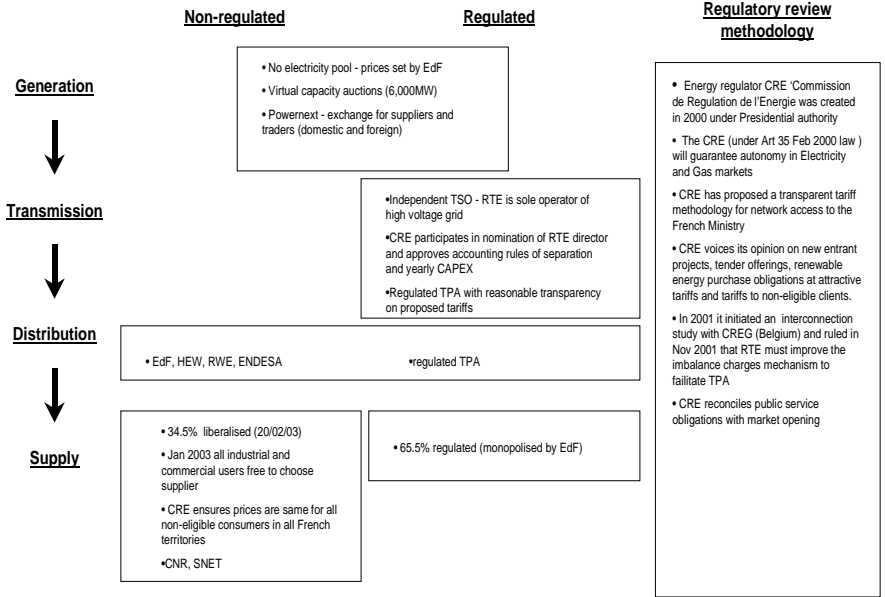 Non-regulated
Regulated
Regulatory review
methodology
Generation
• No electricity pool - prices set by EdF
• Virtual capacity auctions (6,000MW)
• Powernext - exchange for suppliers and
traders (domestic and foreign)
Transmission
•Independent TSO - RTE is sole operator of
high voltage grid
•CRE participates in nomination of RTE director
and approves accounting rules of separation
and yearly CAPEX
•Regulated TPA with reasonable transparency
on proposed tariffs
Distribution
• EdF, HEW, RWE, ENDESA
•regulated TPA
Supply
• 34.5% liberalised (20/02/03)
• Jan 2003 all industrial and
commercial users free to choose
supplier
• CRE ensures prices are same for all
non-eligible consumers in all French
territories
•CNR, SNET
• 65.5% regulated (monopolised by EdF)
• Energy regulator CRE ‘Commission
de Regulation de l’Energie was created
in 2000 under Presidential authority
• The CRE (under Art 35 Feb 2000 law )
will guarantee autonomy in Electricity
and Gas markets
• CRE has proposed a transparent tariff
methodology for network access to the
French Ministry
• CRE voices its opinion on new entrant
projects, tender offerings, renewable
energy purchase obligations at attractive
tariffs and tariffs to non-eligible clients.
• In 2001 it initiated an interconnection
study with CREG (Belgium) and ruled in
Nov 2001 that RTE must improve the
imbalance charges mechanism to
failitate TPA
• CRE reconciles public service
obligations with market opening